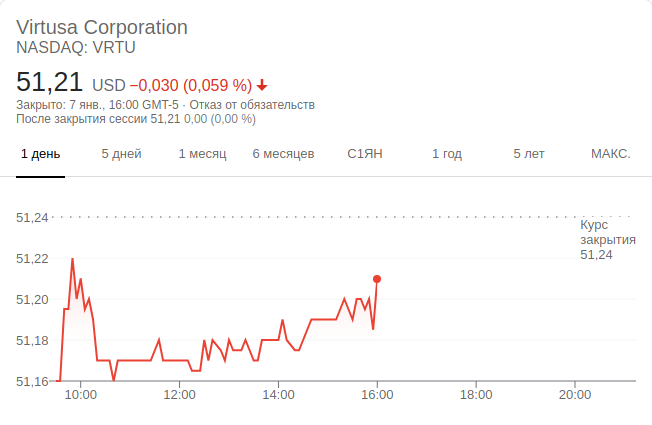 Virtusa Corporation
NASDAQ: VRTU
51,21 USD −0,030 (0,059 %)
Закрыто: 7 янв., 16:00 GMT-5 · Отказ от обязательств
После закрытия сессии 51,21 0,00 (0,00 %)
1 день 5 дней 1 месяц 6 месяцев С1ЯН 1 год 5 лет МАКС.
51,24
Курс
закрытия
51,24
51,22
51,20
51,18
51,16
10:00 12:00 14:00 16:00 18:00 20:00